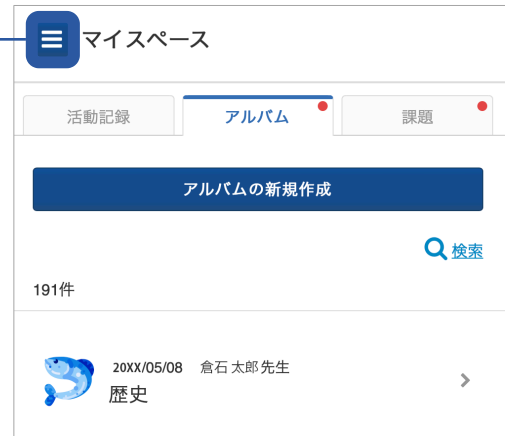 マイスペース
活動記録 アルバム 課題
アルバムの新規作成
検索
191件
20XX/05/08 倉石 太郎 先生
歴史